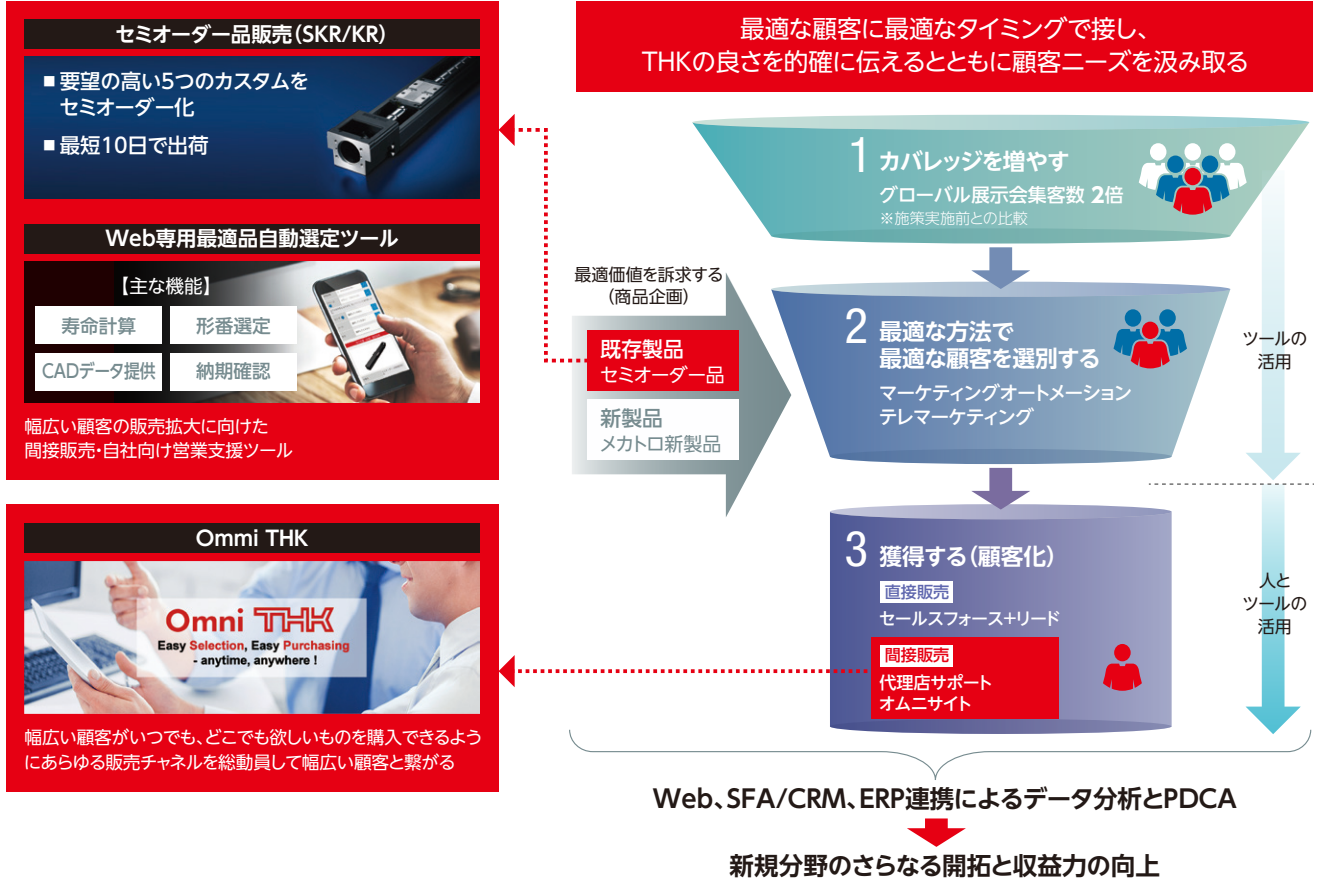 セミオーダー品販売(SKR/KR)
■要望の高い5つのカスタムを
セミオーダー化
■最短10日で出荷
Web専用最適品自動選定ツール
【主な機能】
寿命計算
形番選定
CADデータ提供
納期確認
幅広い顧客の販売拡大に向けた
間接販売・自社向け営業支援ツール
Ommi THK
Omni THK
Easy Selection, Easy Purchasing
- anytime, anywhere !
幅広い顧客がいつでも、どこでも欲しいものを購入できるよう
にあらゆる販売チャネルを総動員して幅広い顧客と繋がる
最適な顧客に最適なタイミングで接し、
THKの良さを的確に伝えるとともに顧客ニーズを汲み取る
1 カバレッジを増やす
グローバル展示会集客数 2倍
※施策実施前との比較
最適価値を訴求する
(商品企画)
既存製品
セミオーダー品
新製品
メカトロ新製品
2 最適な方法で
最適な顧客を選別する
マーケティングオートメーション
テレマーケティング
ツールの
活用
3 獲得する(顧客化)
直接販売
セールスフォース+リード
間接販売
代理店サポート
オムニサイト
人と
ツールの
活用
Web、SFA/CRM、ERP連携によるデータ分析とPDCA
新規分野のさらなる開拓と収益力の向上